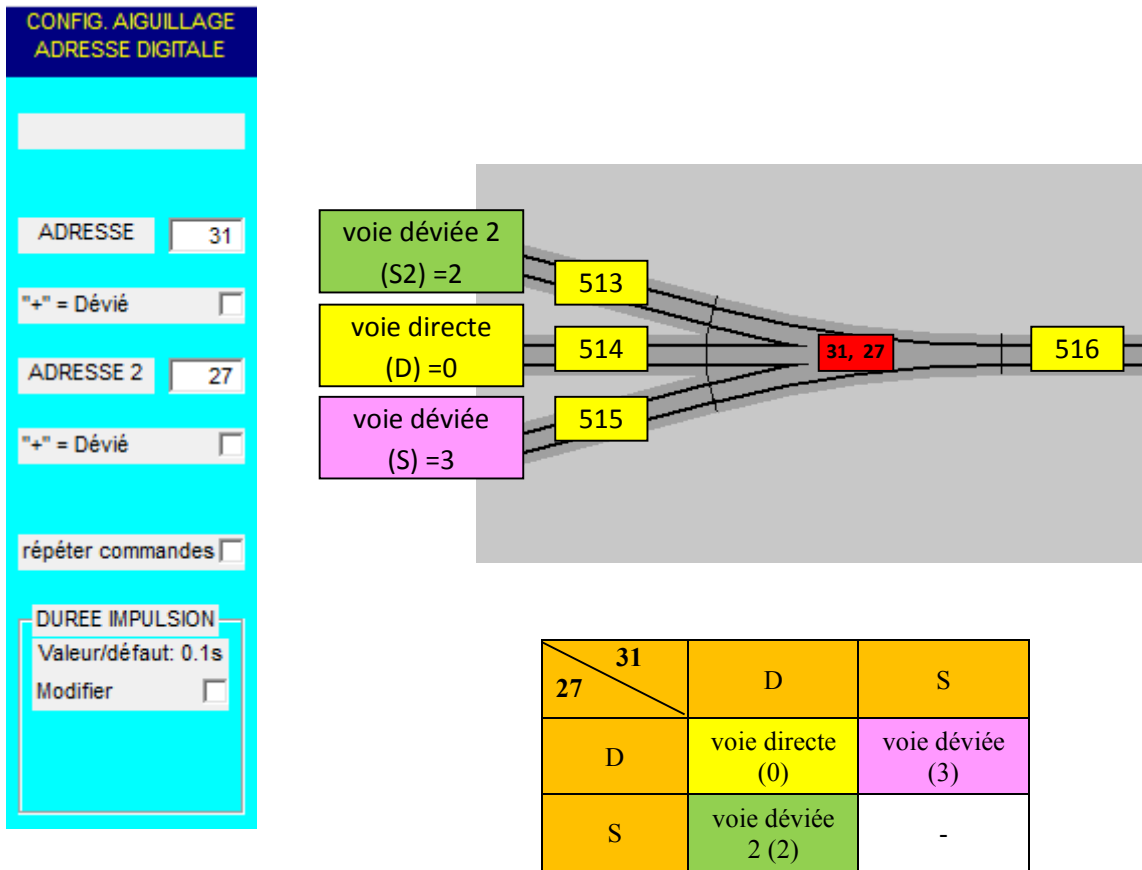 CONFIG. AIGUILLAGE
ADRESSE DIGITALE
ADRESSE 31
"+" = Dévié
ADRESSE 2 27
"+" = Dévié
répéter commandes
DUREE IMPULSION
Valeur/défaut: 0.1s
Modifier
voie déviée 2
(S2) =2
513
voie directe
(D) =0
514
31, 27
516
voie déviée
(S) =3
515
31
27
D
S
D
voie directe
(0)
voie déviée
(3)
S
voie déviée
2 (2)
-